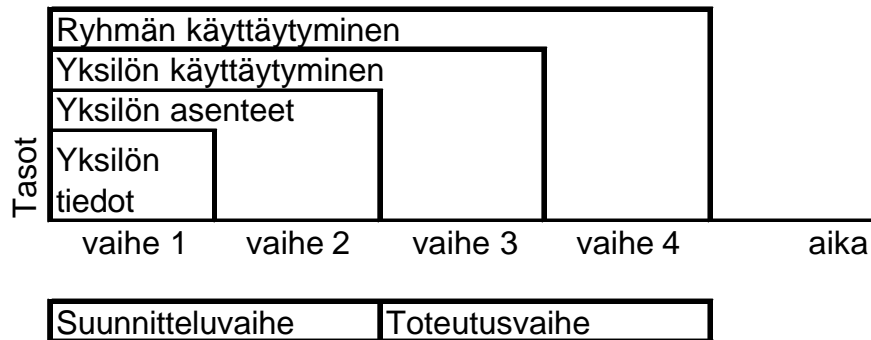 Ryhmän käyttäytyminen
Yksilön käyttäytyminen
Yksilön asenteet
Tasot
Yksilön
tiedot
vaihe 1 vaihe 2 vaihe 3 vaihe 4 aika
Suunnitteluvaihe Toteutusvaihe